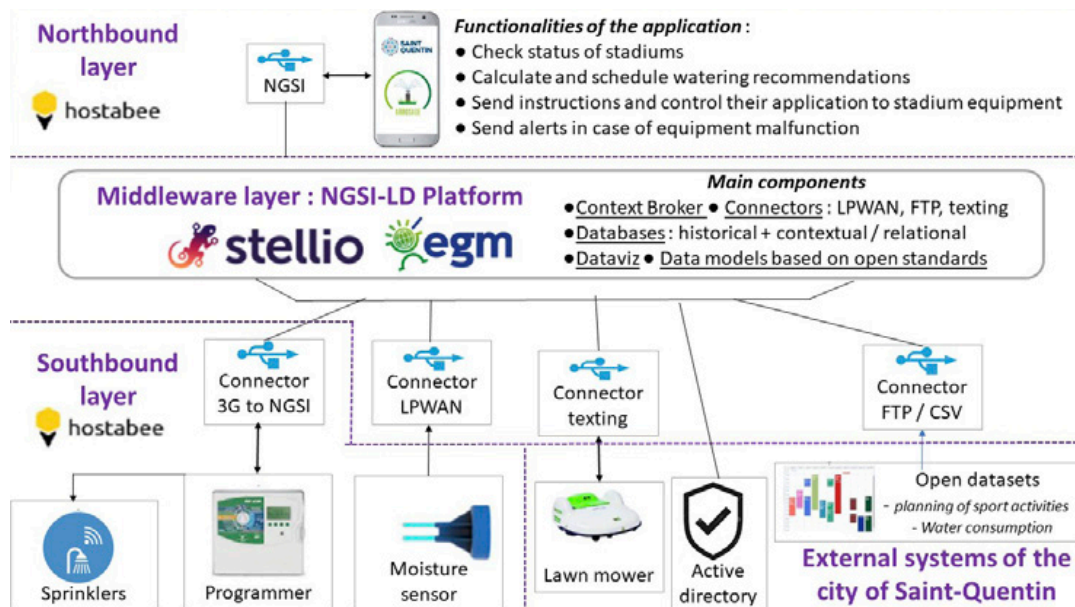 Northbound
layer
hostabee
NGSI
SAINT
QUENTIN
Functionalities of the application :
● Check status of stadiums
● Calculate and schedule watering recommendations
● Send instructions and control their application to stadium equipment
● Send alerts in case of equipment malfunction
Middleware layer : NGSI-LD Platform
stellio
egm
Main components
●Context Broker ● Connectors : LPWAN, FTP, texting
●Databases : historical + contextual / relational
●Dataviz ● Data models based on open standards
Southbound
layer
hostabee
Connector
3G to NGSI
Connector
LPWAN
Connector
texting
Connector
FTP / CSV
Sprinklers
Programmer
Moisture
sensor
Lawn mower
Active
directory
Open datasets
- planning of sport activities
- Water consumption
External systems of the
city of Saint-Quentin